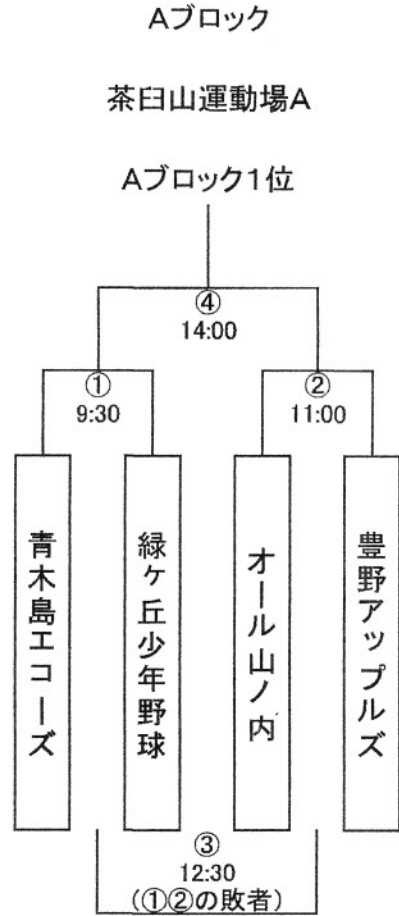 Aブロック
茶臼山運動場A
Aブロック1位
④
14:00
①
9:30
②
11:00
青木島エコーズ
緑ケ丘少年野球
オール山ノ内
豊野アップルズ
③
12:30
(①②の敗者)